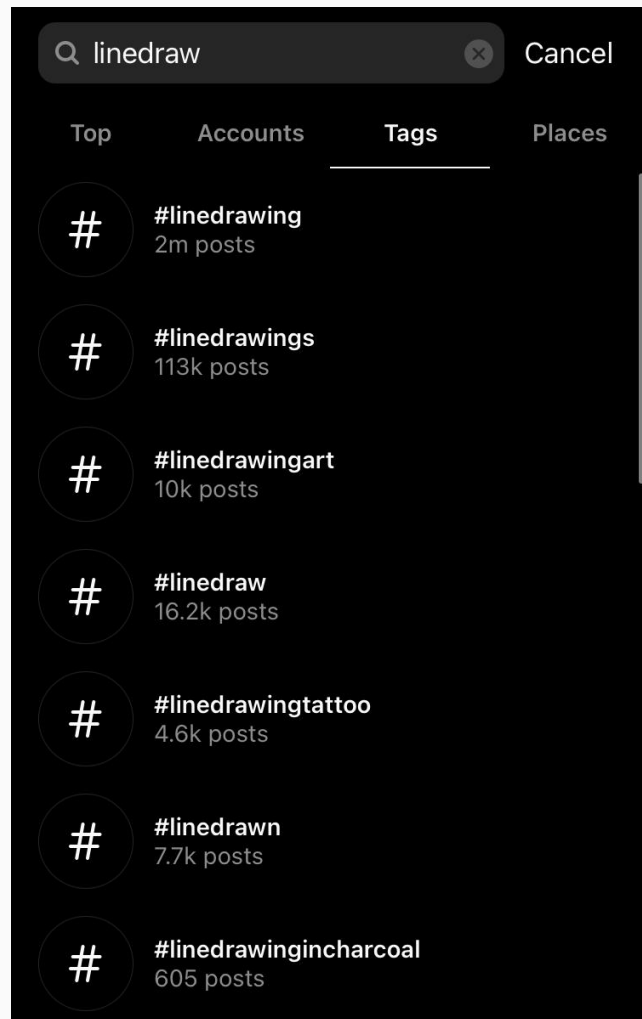 linedraw Cancel
Top Accounts Tags Places
#
#linedrawing
2m posts
#
#linedrawings
113k posts
#
#linedrawingart
10k posts
#
#linedraw
16.2k posts
#
#linedrawingtattoo
4.6k posts
#
#linedrawn
7.7k posts
#
#linedrawingincharcoal
605 posts